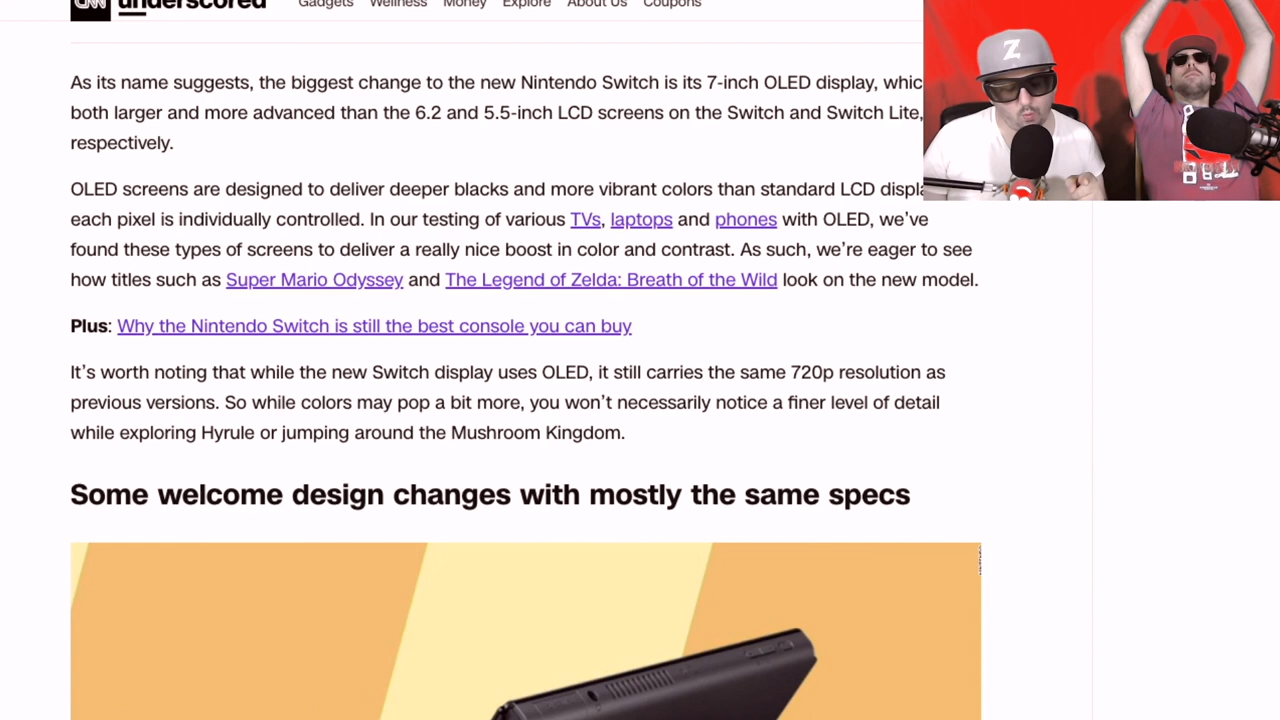 CNN underscored Gadgets Wellness Money Explore About Us Coupons
As its name suggests, the biggest change to the new Nintendo Switch is its 7-inch OLED display,
both larger and more advanced than the 6.2 and 5.5-inch LCD screens on the Switch and Switch Lite,
respectively.
OLED screens are designed to deliver deeper blacks and more vibrant colors than standard LCD
each pixel is individually controlled. In our testing of various TVs, laptops and phones with OLED, we’ve
found these types of screens to deliver a really nice boost in color and contrast. As such, we’re eager to see
how titles such as Super Mario Odyssey and The Legend of Zelda: Breath of the Wild look on the new model.
Plus: Why the Nintendo Switch is still the best console you can buy
It’s worth noting that while the new Switch display uses OLED, it still carries the same 720p resolution as
previous versions. So while colors may pop a bit more, you won’t necessarily notice a finer level of detail
while exploring Hyrule or jumping around the Mushroom Kingdom.
Some welcome design changes with mostly the same specs
Z